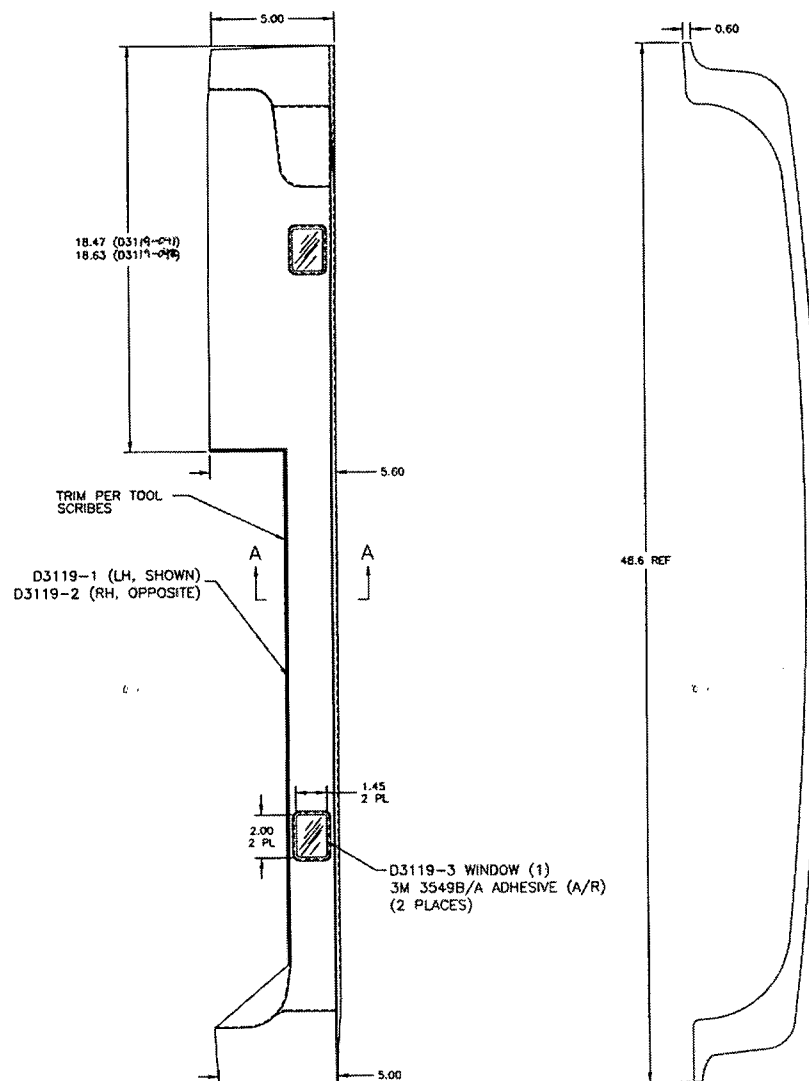 5.00
0.60
18.47 (D3119-041)
18.63 (D3119-
TRIM PER TOOL
SCRIBES
5.60
A A
D3119-1 (LH, SHOWN)
D3119-2 (RH, OPPOSITE)
48.6 REF
1.45
2 PL
2.00
2 PL
D3119-3 WINDOW (1)
3M 3549B/A ADHESIVE (A/R)
(2 PLACES)
5.00